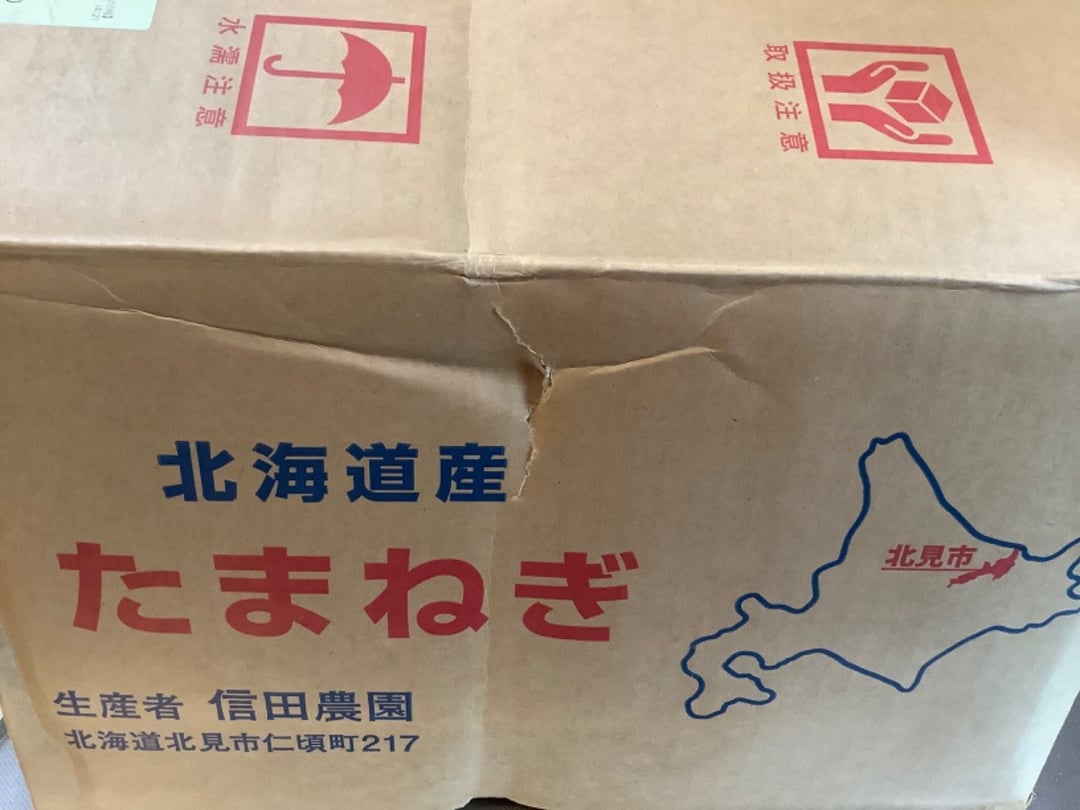 水濡注意
取扱注意
北海道産
たまねぎ
北見市
生産者 信田農園
北海道北見市仁頃町217